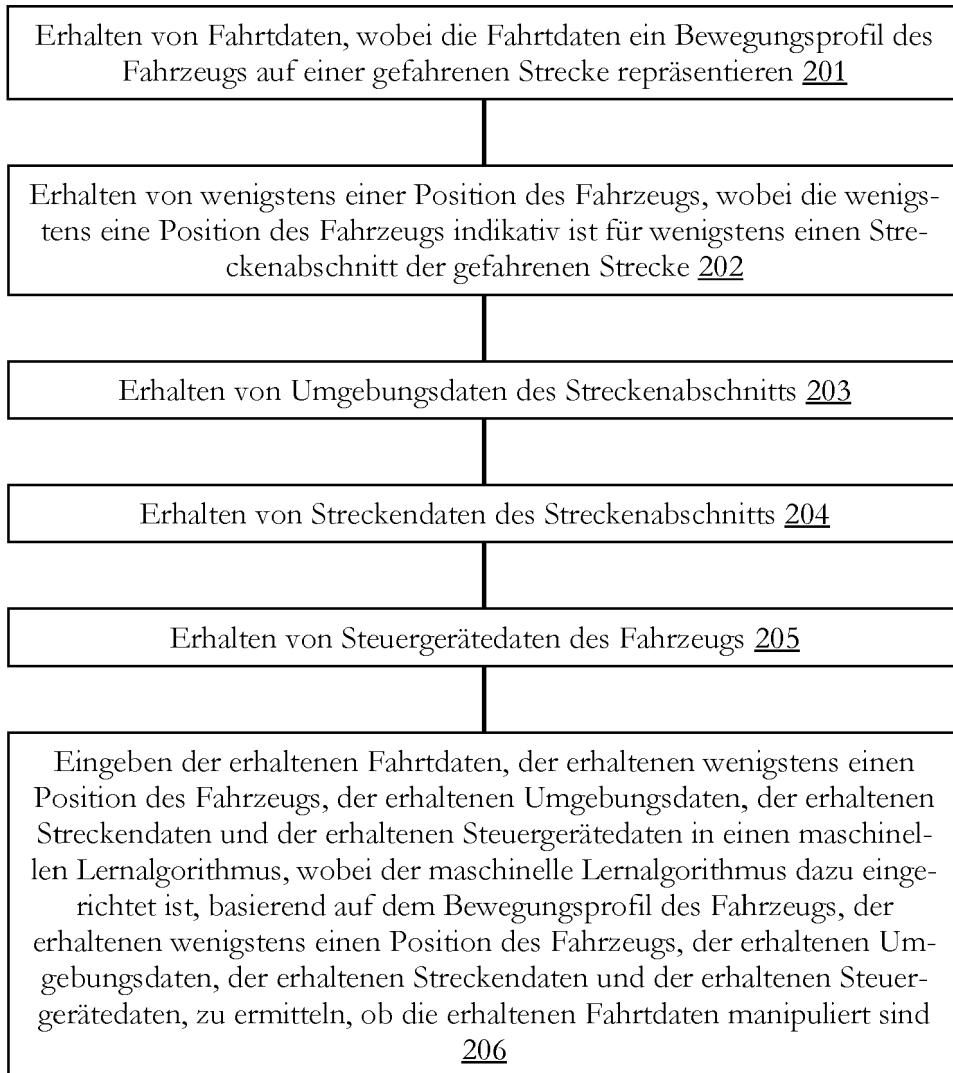 Erhalten von Fahrtdaten, wobei die Fahrtdaten ein Bewegungsprofil des
Fahrzeugs auf einer gefahrenen Strecke repräsentieren 201
Erhalten von wenigstens einer Position des Fahrzeugs, wobei die wenigs-
tens eine Position des Fahrzeugs indikativ ist für wenigstens einen Stre-
ckenabschnitt der gefahrenen Strecke 202
Erhalten von Umgebungsdaten des Streckenabschnitts 203
Erhalten von Streckendaten des Streckenabschnitts 204
Erhalten von Steuergerätedaten des Fahrzeugs 205
Eingeben der erhaltenen Fahrtdaten, der erhaltenen wenigstens einen
Position des Fahrzeugs, der erhaltenen Umgebungsdaten, der erhaltenen
Streckendaten und der erhaltenen Steuergerätedaten in einen maschinel-
len Lernalgorithmus, wobei der maschinelle Lernalgorithmus dazu einge-
richtet ist, basierend auf dem Bewegungsprofil des Fahrzeugs, der
erhaltenen wenigstens einen Position des Fahrzeugs, der erhaltenen Um-
gebungsdaten, der erhaltenen Streckendaten und der erhaltenen Steuer-
gerätedaten, zu ermitteln, ob die erhaltenen Fahrtdaten manipuliert sind
206